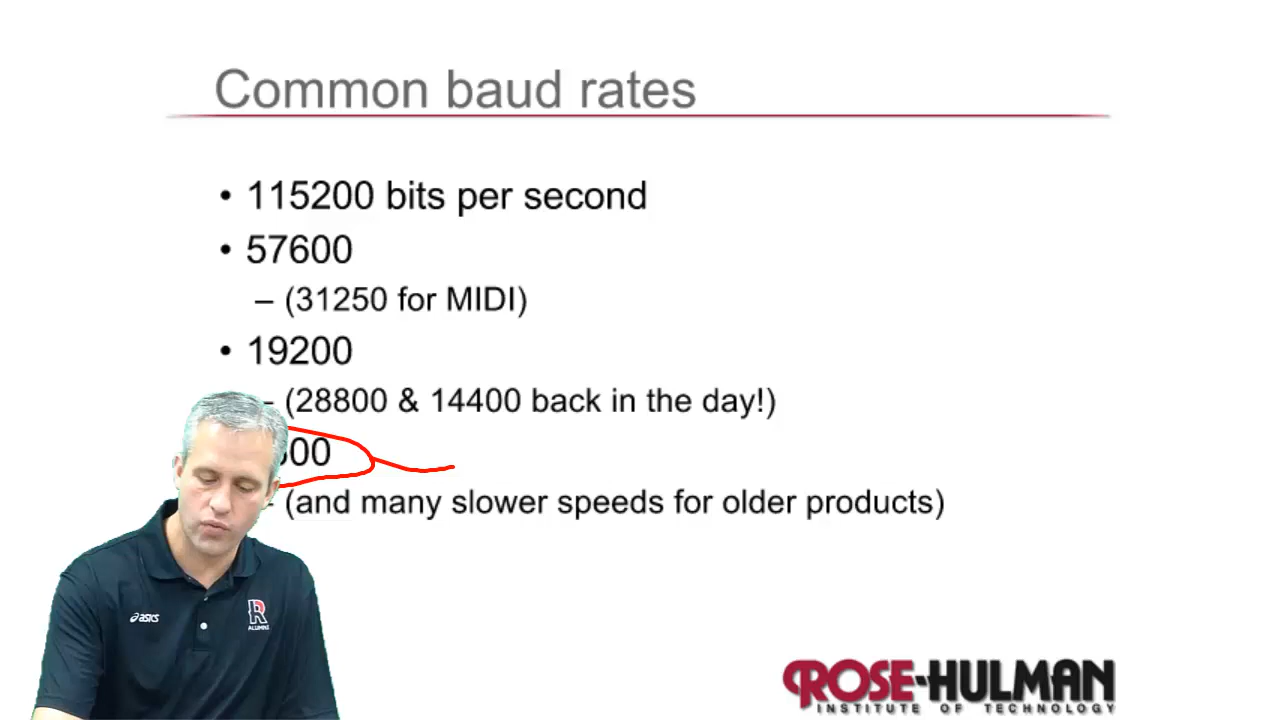 Common baud rates
• 115200 bits per second
• 57600
– (31250 for MIDI)
• 19200
– (28800 & 14400 back in the day!)
00
– (and many slower speeds for older products)
asics
R
ALUMNI
ROSE-HULMAN
INSTITUTE OF TECHNOLOGY